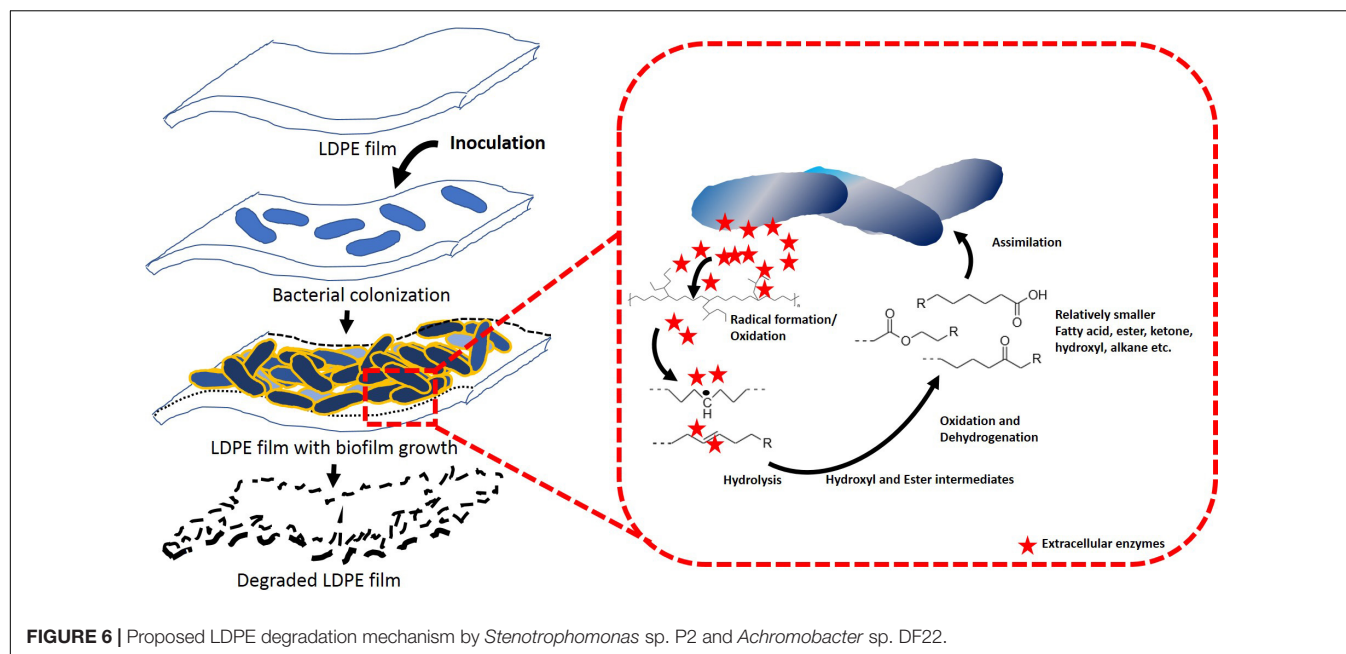 LDPE film
Inoculation
Bacterial colonization
LDPE film with biofilm growth
Degraded LDPE film
Radical formation/
Oxidation
n
CH
R
Hydrolysis
Hydroxyl and Ester intermediates
Oxidation and
Dehydrogenation
O
O
R
O
R
R
OH
O
Relatively smaller
Fatty acid, ester, ketone,
hydroxyl, alkane etc.
Assimilation
Extracellular enzymes
FIGURE 6 | Proposed LDPE degradation mechanism by Stenotrophomonas sp. P2 and Achromobacter sp. DF22.